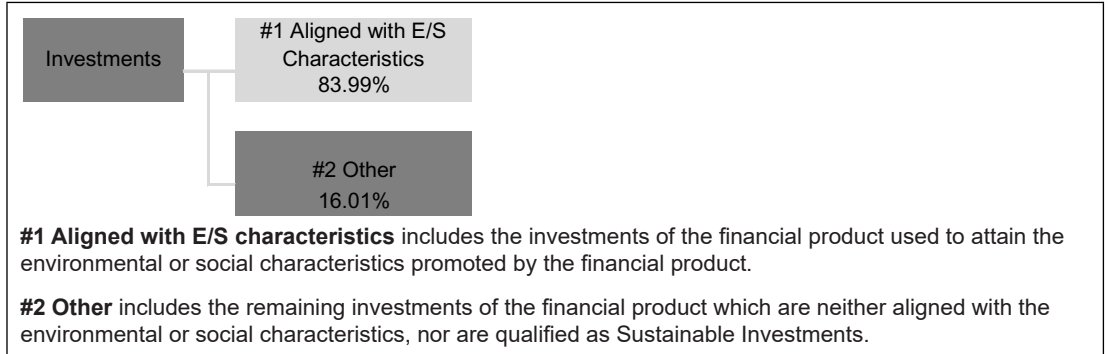 Investments
#1 Aligned with E/S
Characteristics
83.99%
#2 Other
16.01%
#1 Aligned with E/S characteristics includes the investments of the financial product used to attain the
environmental or social characteristics promoted by the financial product.
#2 Other includes the remaining investments of the financial product which are neither aligned with the
environmental or social characteristics, nor are qualified as Sustainable Investments.